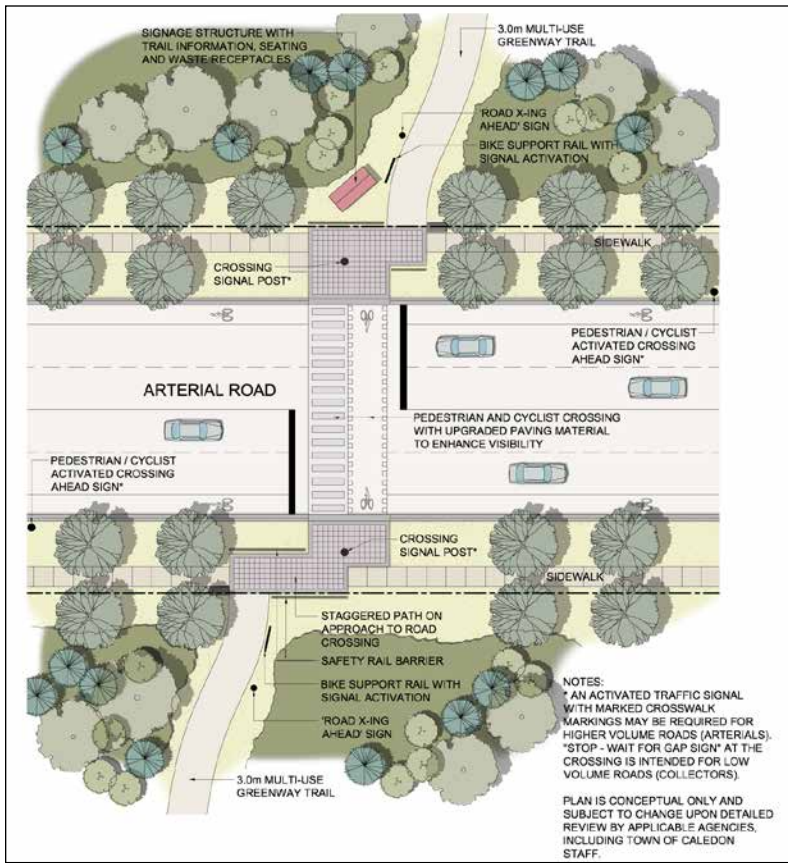 SIGNAGE STRUCTURE WITH
TRAIL INFORMATION, SEATING
AND WASTE RECEPTACLES
3.0m MULTI-USE
GREENWAY TRAIL
'ROAD X-ING
AHEAD' SIGN
BIKE SUPPORT RAIL WITH
SIGNAL ACTIVATION
SIDEWALK
CROSSING
SIGNAL POST*
PEDESTRIAN / CYCLIST
ACTIVATED CROSSING
AHEAD SIGN*
ARTERIAL ROAD
PEDESTRIAN AND CYCLIST CROSSING
WITH UPGRADED PAVING MATERIAL
TO ENHANCE VISIBILITY
PEDESTRIAN / CYCLIST
ACTIVATED CROSSING
AHEAD SIGN*
CROSSING
SIGNAL POST*
SIDEWALK
STAGGERED PATH ON
APPROACH TO ROAD
CROSSING
SAFETY RAIL BARRIER
BIKE SUPPORT RAIL WITH
SIGNAL ACTIVATION
'ROAD X-ING
AHEAD' SIGN
3.0m MULTI-USE
GREENWAY TRAIL
NOTES:
* AN ACTIVATED TRAFFIC SIGNAL
WITH MARKED CROSSWALK
MARKINGS MAY BE REQUIRED FOR
HIGHER VOLUME ROADS (ARTERIALS).
"STOP - WAIT FOR GAP SIGN" AT THE
CROSSING IS INTENDED FOR LOW
VOLUME ROADS (COLLECTORS).
PLAN IS CONCEPTUAL ONLY AND
SUBJECT TO CHANGE UPON DETAILED
REVIEW BY APPLICABLE AGENCIES,
INCLUDING TOWN OF CALEDON
STAFF.